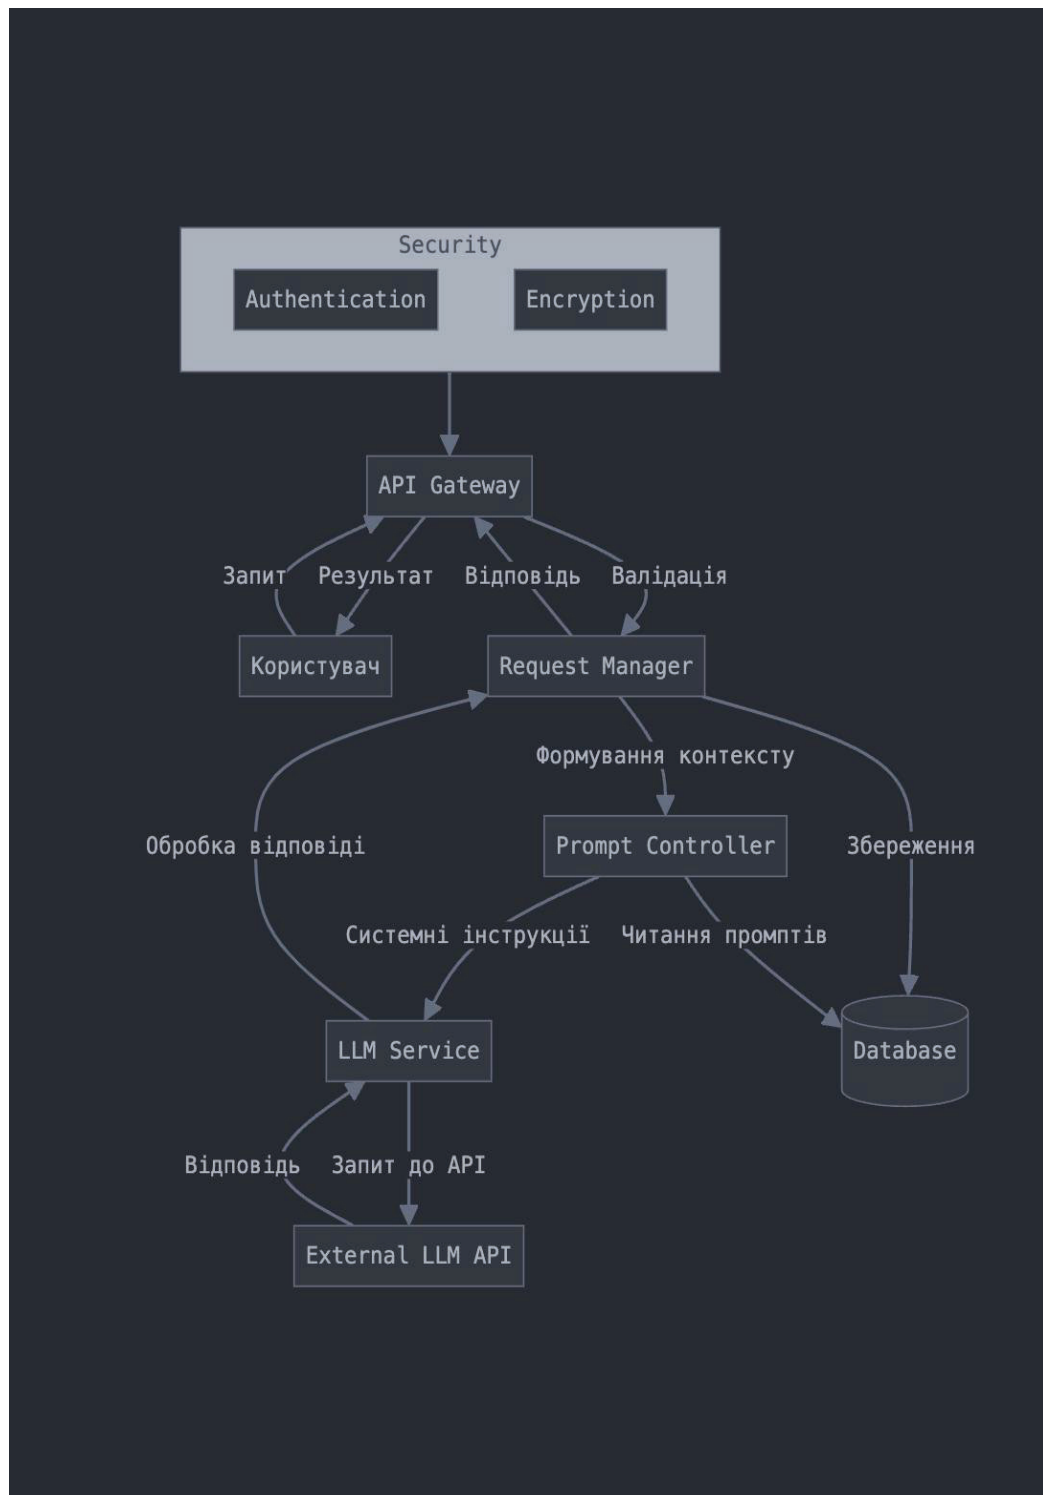 Security
Authentication
Encryption
API Gateway
Запит
Результат
Відповідь
Валідація
Користувач
Request Manager
Формування контексту
Обробка відповіді
Prompt Controller
Збереження
Системні інструкції
Читання промптів
LLM Service
Database
Відповідь
Запит до API
External LLM API